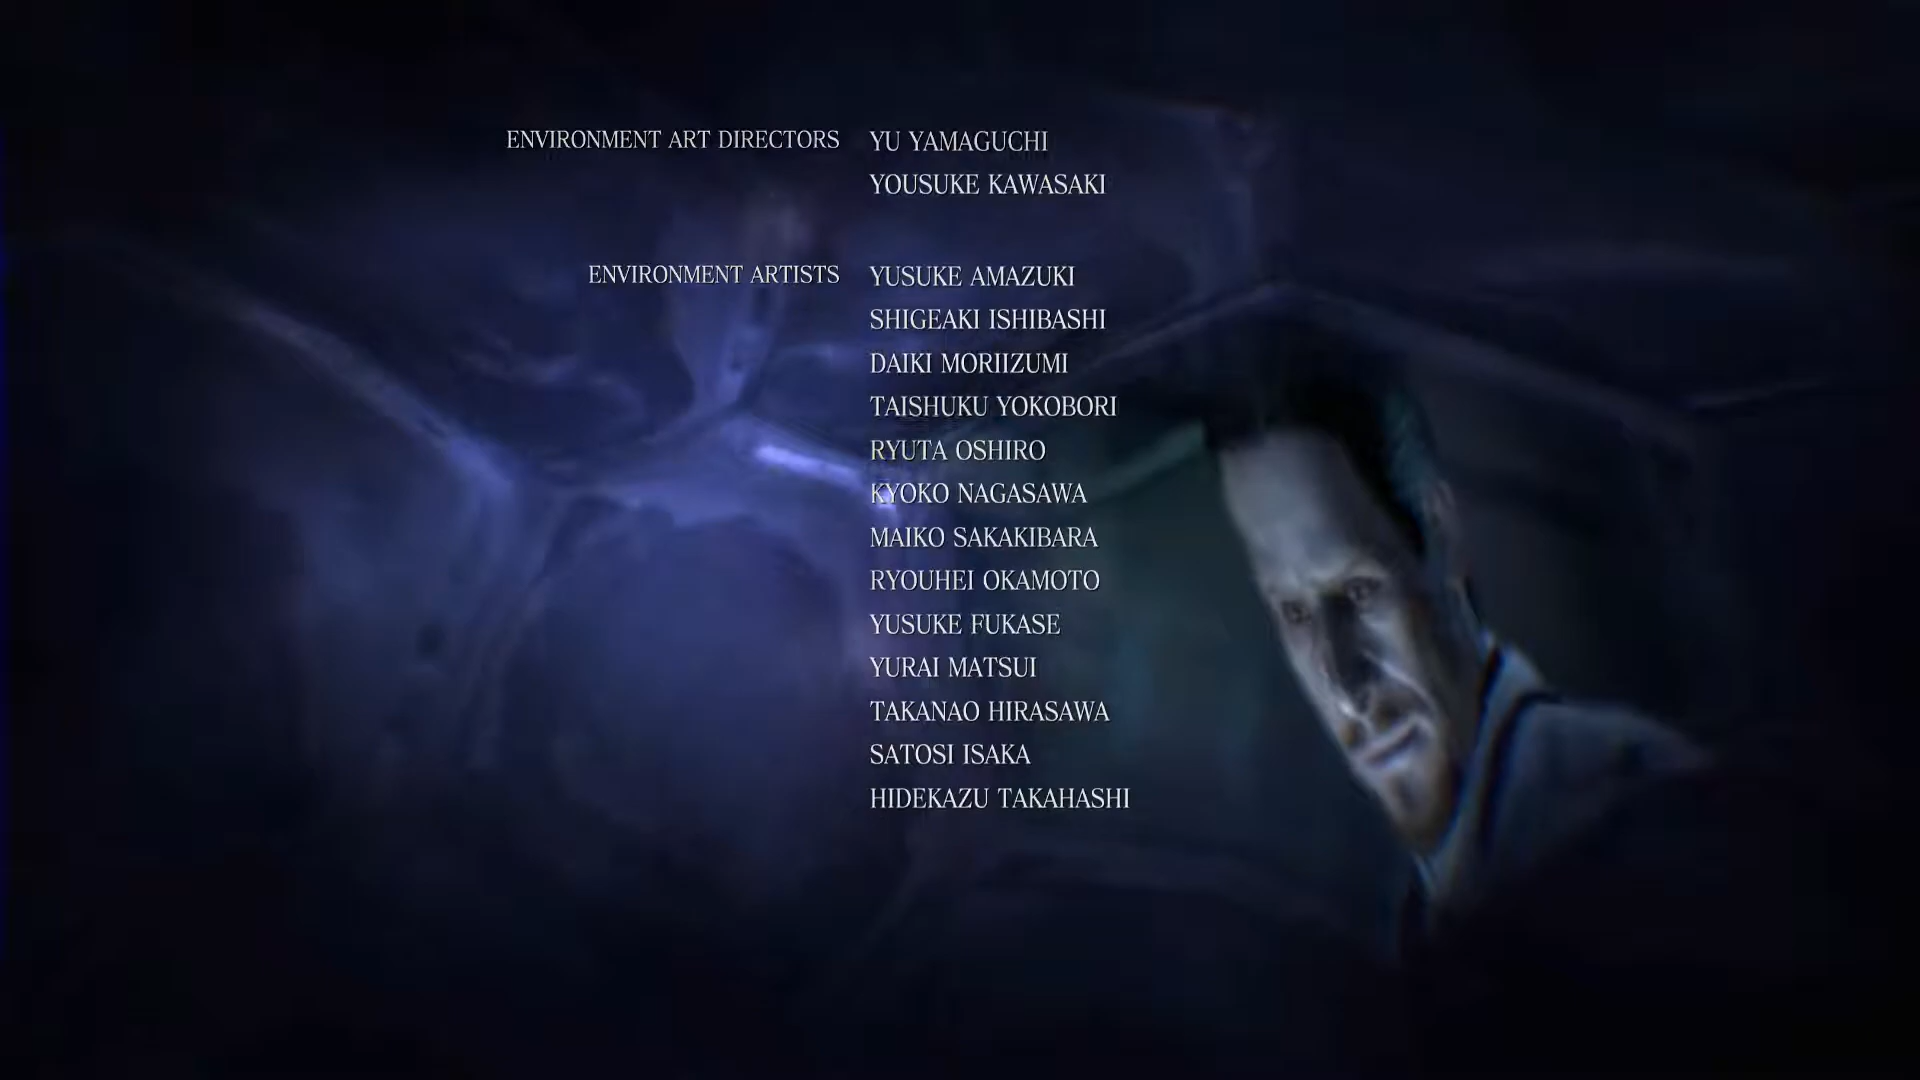 ENVIRONMENT ART DIRECTORS YU YAMAGUCHI
YOUSUKE KAWASAKI
ENVIRONMENT ARTISTS YUSUKE AMAZUKI
SHIGEAKI ISHIBASHI
DAIKI MORIIZUMI
TAISHUKU YOKOBORI
RYUTA OSHIRO
KYOKO NAGASAWA
MAIKO SAKAKIBARA
RYOUHEI OKAMOTO
YUSUKE FUKASE
YURAI MATSUI
TAKANAO HIRASAWA
SATOSI ISAKA
HIDEKAZU TAKAHASHI